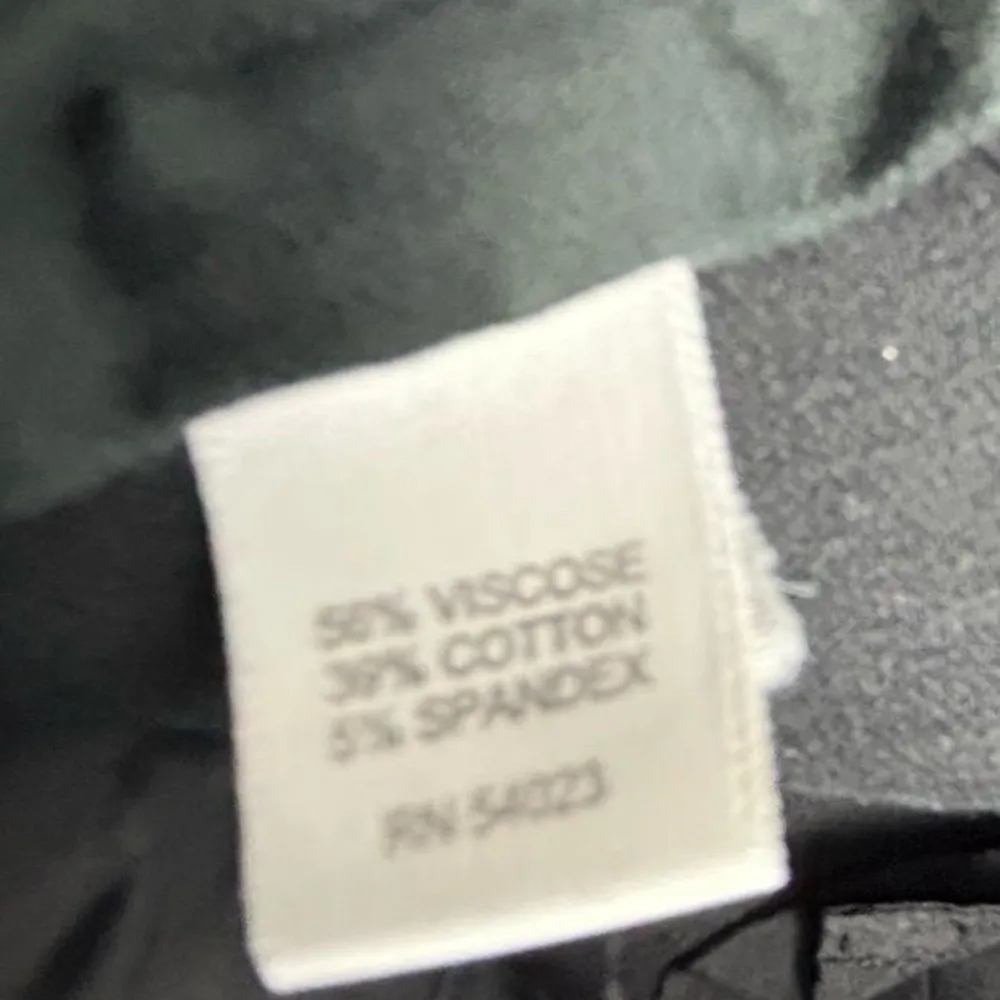 56% VISCOSE
39% COTTON
5% SPANDEX
RN 54023